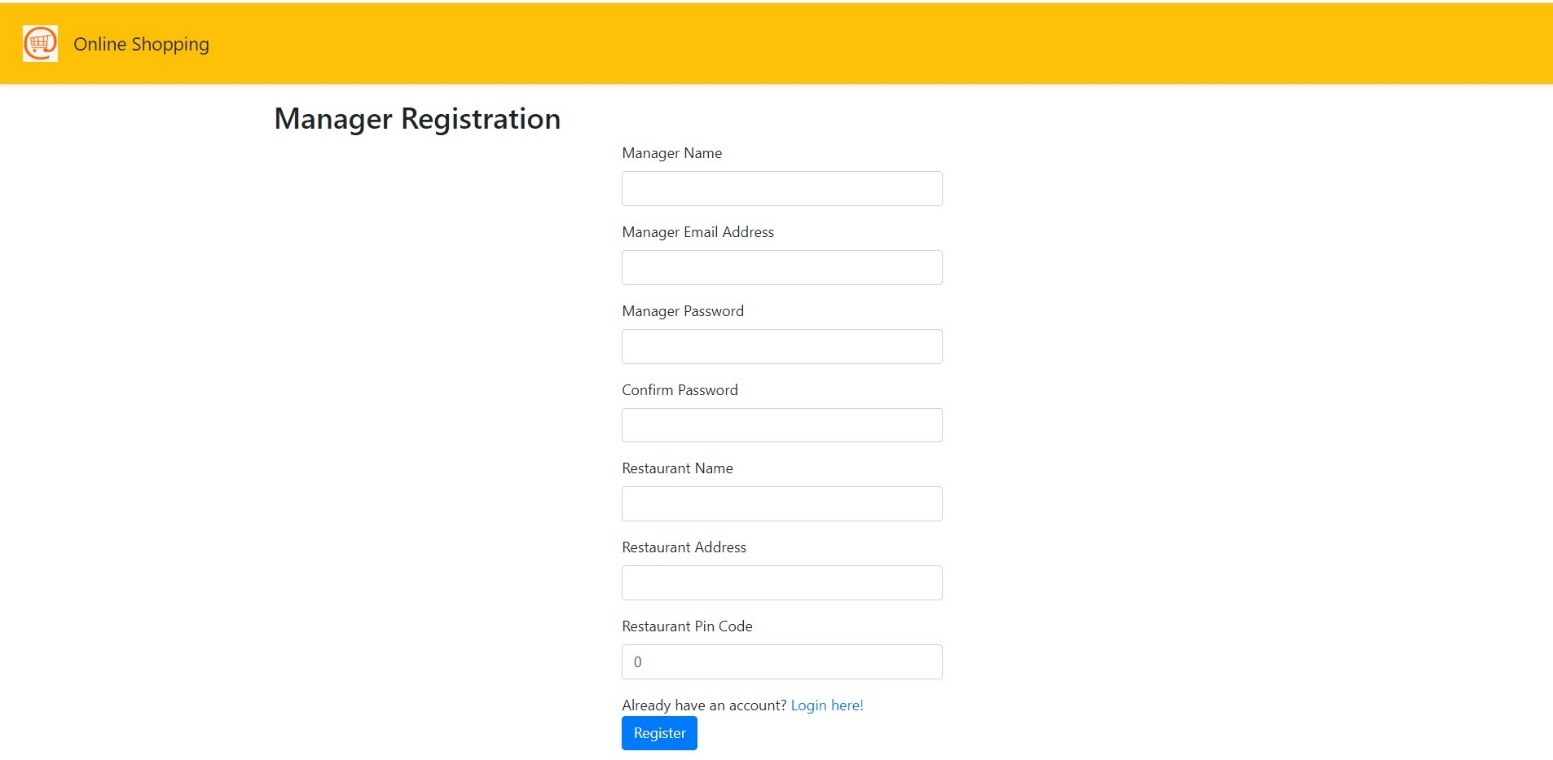 Online Shopping
Manager Registration
Manager Name
Manager Email Address
Manager Password
Confirm Password
Restaurant Name
Restaurant Address
Restaurant Pin Code
0
Already have an account? Login here!
Register